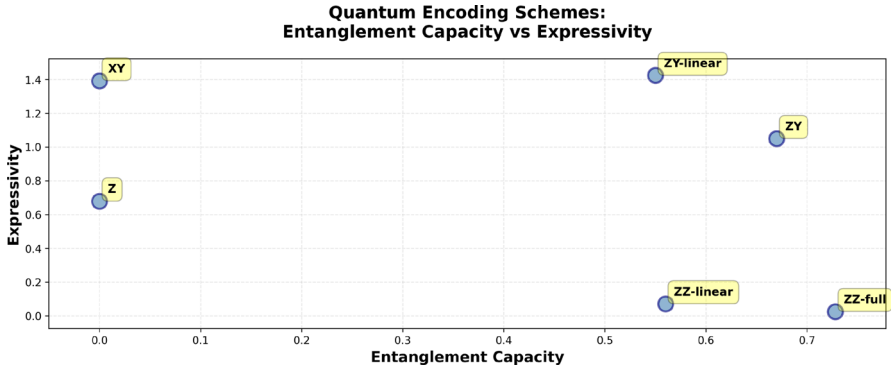 Quantum Encoding Schemes:
Entanglement Capacity vs Expressivity
XY
ZY-linear
ZY
Z
ZZ-linear
ZZ-full
Expressivity
1.4
1.2
1.0
0.8
0.6
0.4
0.2
0.0
0.0 0.1 0.2 0.3 0.4 0.5 0.6 0.7
Entanglement Capacity